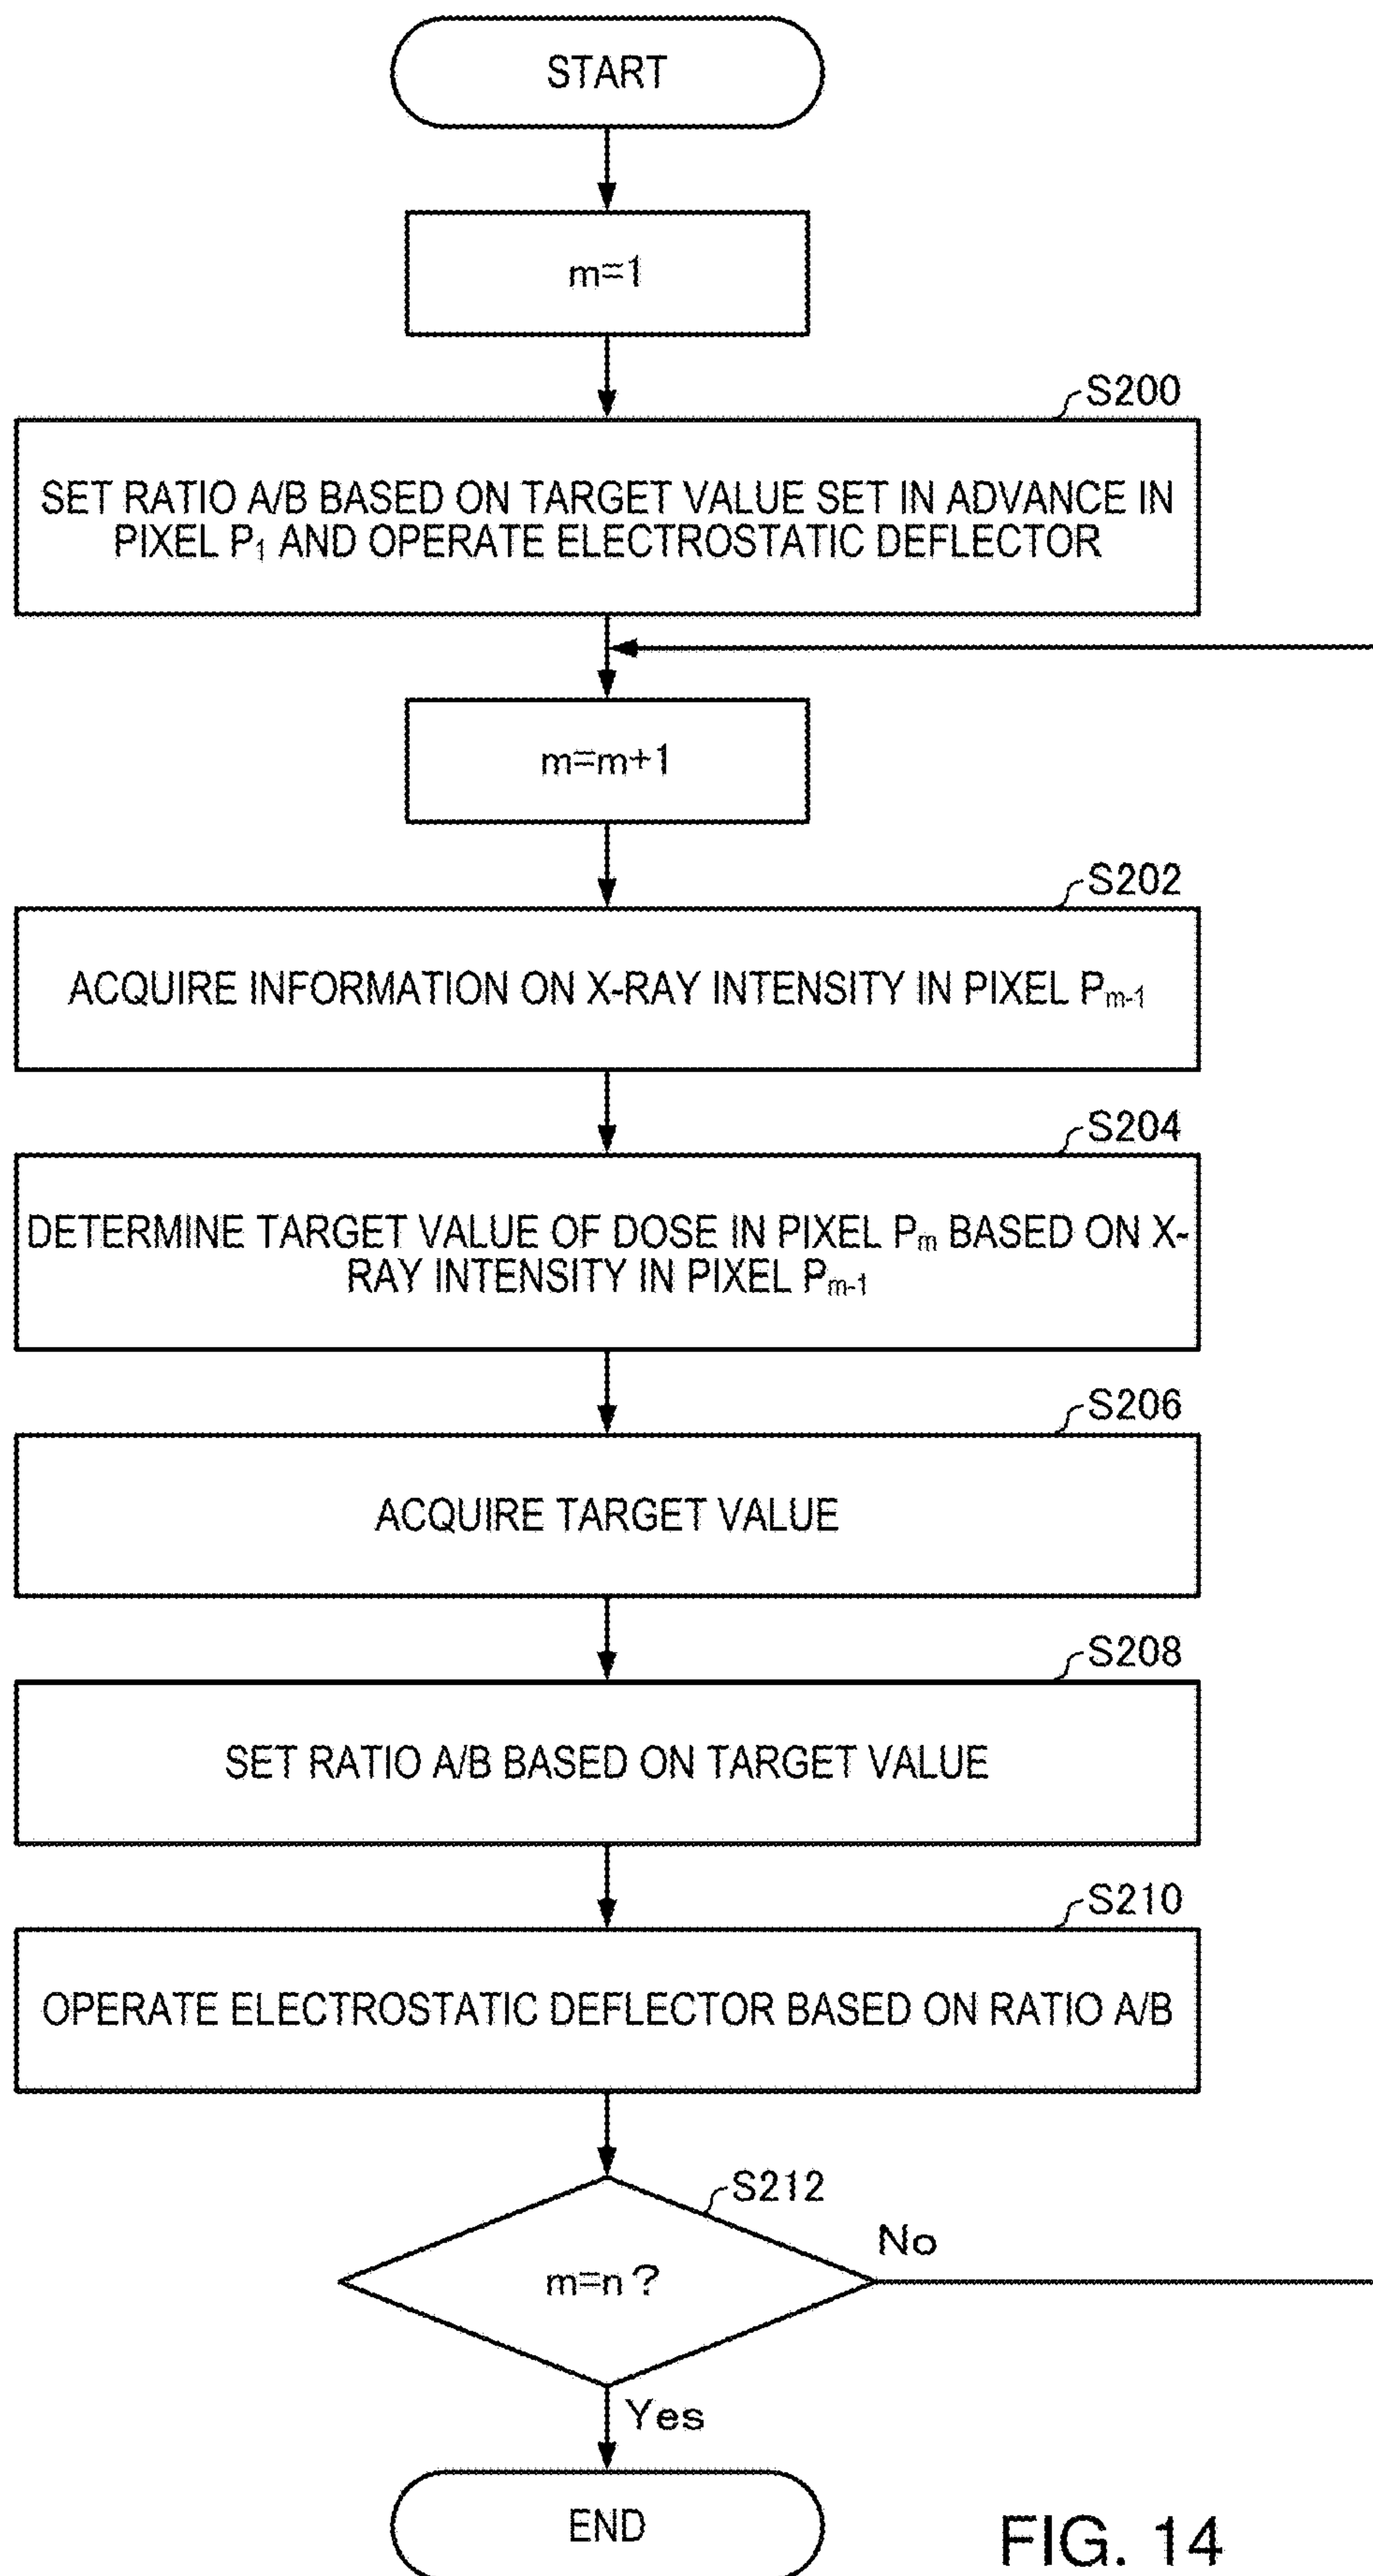 START
m=1
S200
SET RATIO A/B BASED ON TARGET VALUE SET IN ADVANCE IN
PIXEL P₁ AND OPERATE ELECTROSTATIC DEFLECTOR
m=m+1
S202
ACQUIRE INFORMATION ON X-RAY INTENSITY IN PIXEL Pₘ₋₁
S204
DETERMINE TARGET VALUE OF DOSE IN PIXEL Pₘ BASED ON X-
RAY INTENSITY IN PIXEL Pₘ₋₁
S206
ACQUIRE TARGET VALUE
S208
SET RATIO A/B BASED ON TARGET VALUE
S210
OPERATE ELECTROSTATIC DEFLECTOR BASED ON RATIO A/B
S212
m=n?
No
Yes
END
FIG. 14